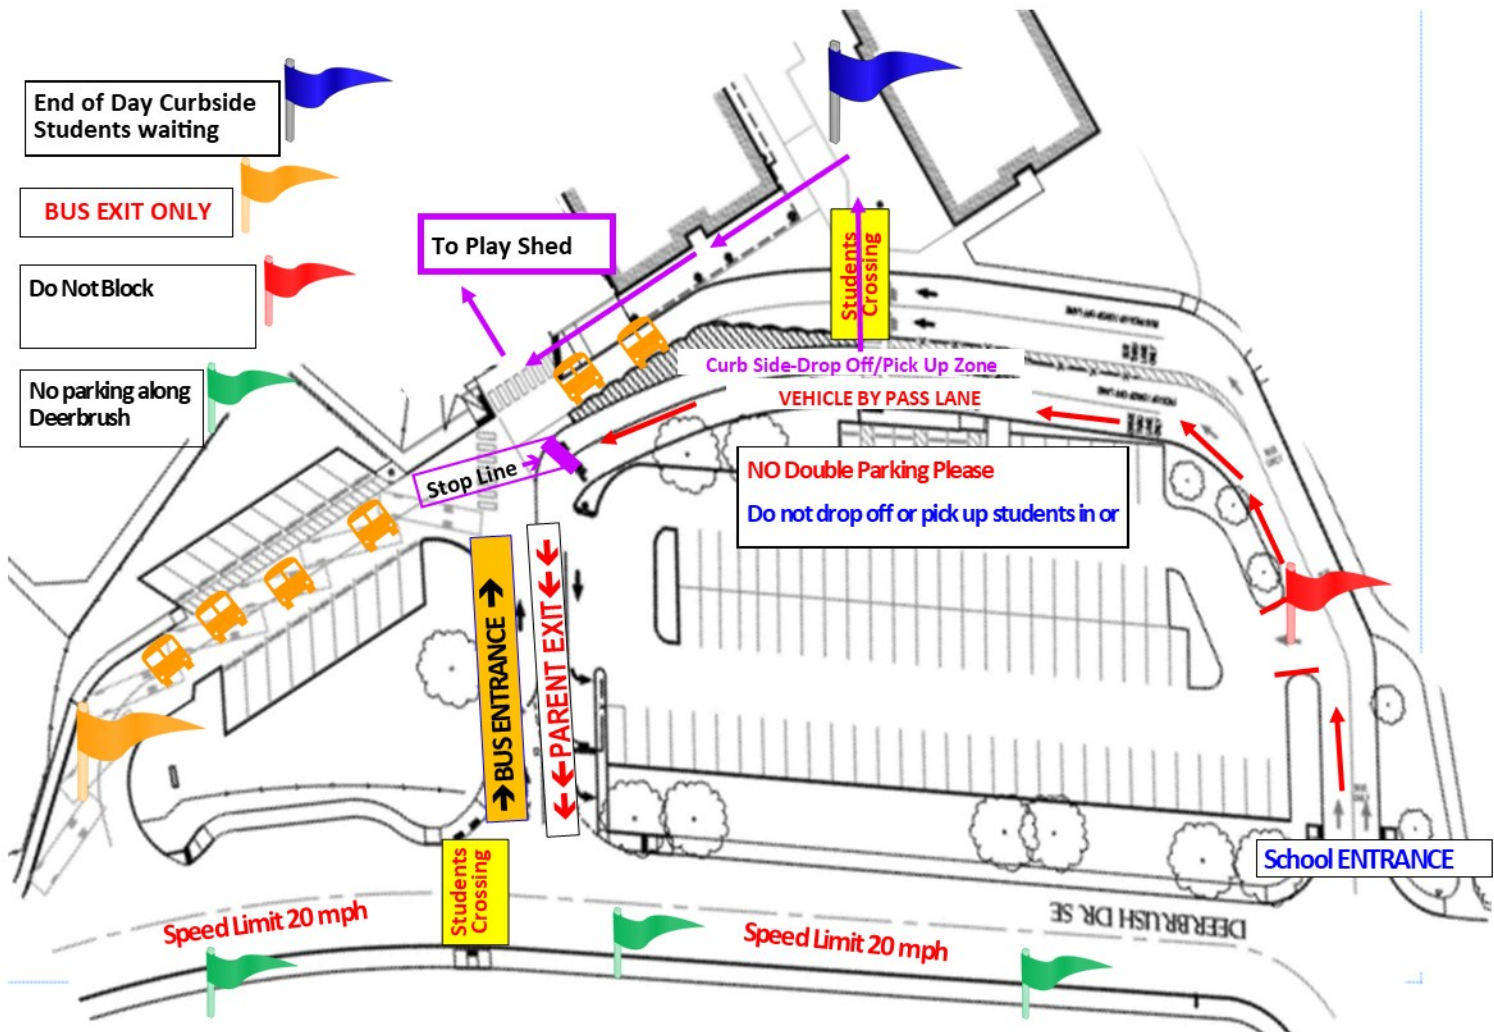 End of Day Curbside
Students waiting
BUS EXIT ONLY
Do Not Block
No parking along
Deerbrush
To Play Shed
Students
Crossing
Curb Side-Drop Off/Pick Up Zone
VEHICLE BY PASS LANE
Stop Line
NO Double Parking Please
Do not drop off or pick up students in or
BUS ENTRANCE
PARENT EXIT
School ENTRANCE
Students
Crossing
Speed Limit 20 mph
Speed Limit 20 mph
DEERBRUSH DR. SE
BUS
ONLY